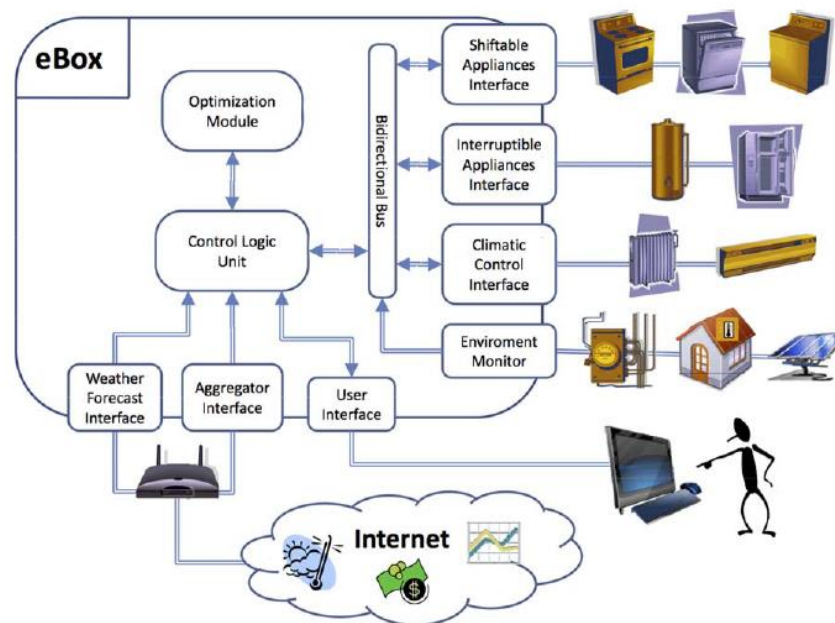 eBox
Optimization
Module
Control Logic
Unit
Bidirectional Bus
Shiftable
Appliances
Interface
Interruptible
Appliances
Interface
Climatic
Control
Interface
Enviroment
Monitor
Weather
Forecast
Interface
Aggregator
Interface
User
Interface
Internet
$